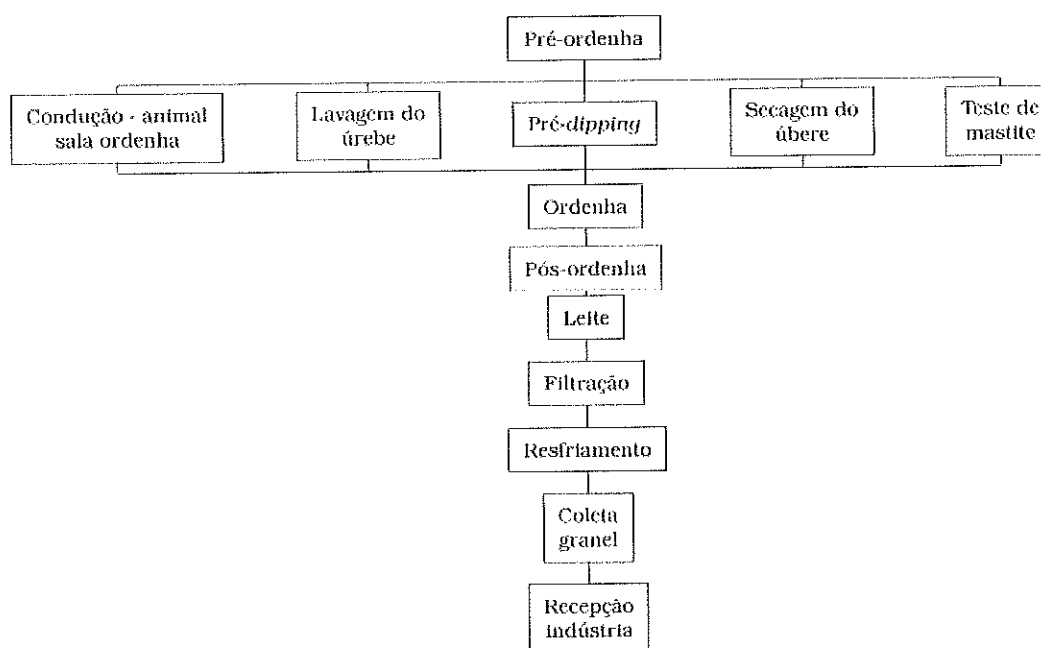 Pré-ordenha
Condução - animal
sala ordenha
Lavagem do
úrebe
Pré-dipping
Secagem do
úbere
Teste de
mastite
Ordenha
Pós-ordenha
Leite
Filtração
Resfriamento
Coleta
granel
Recepção
indústria